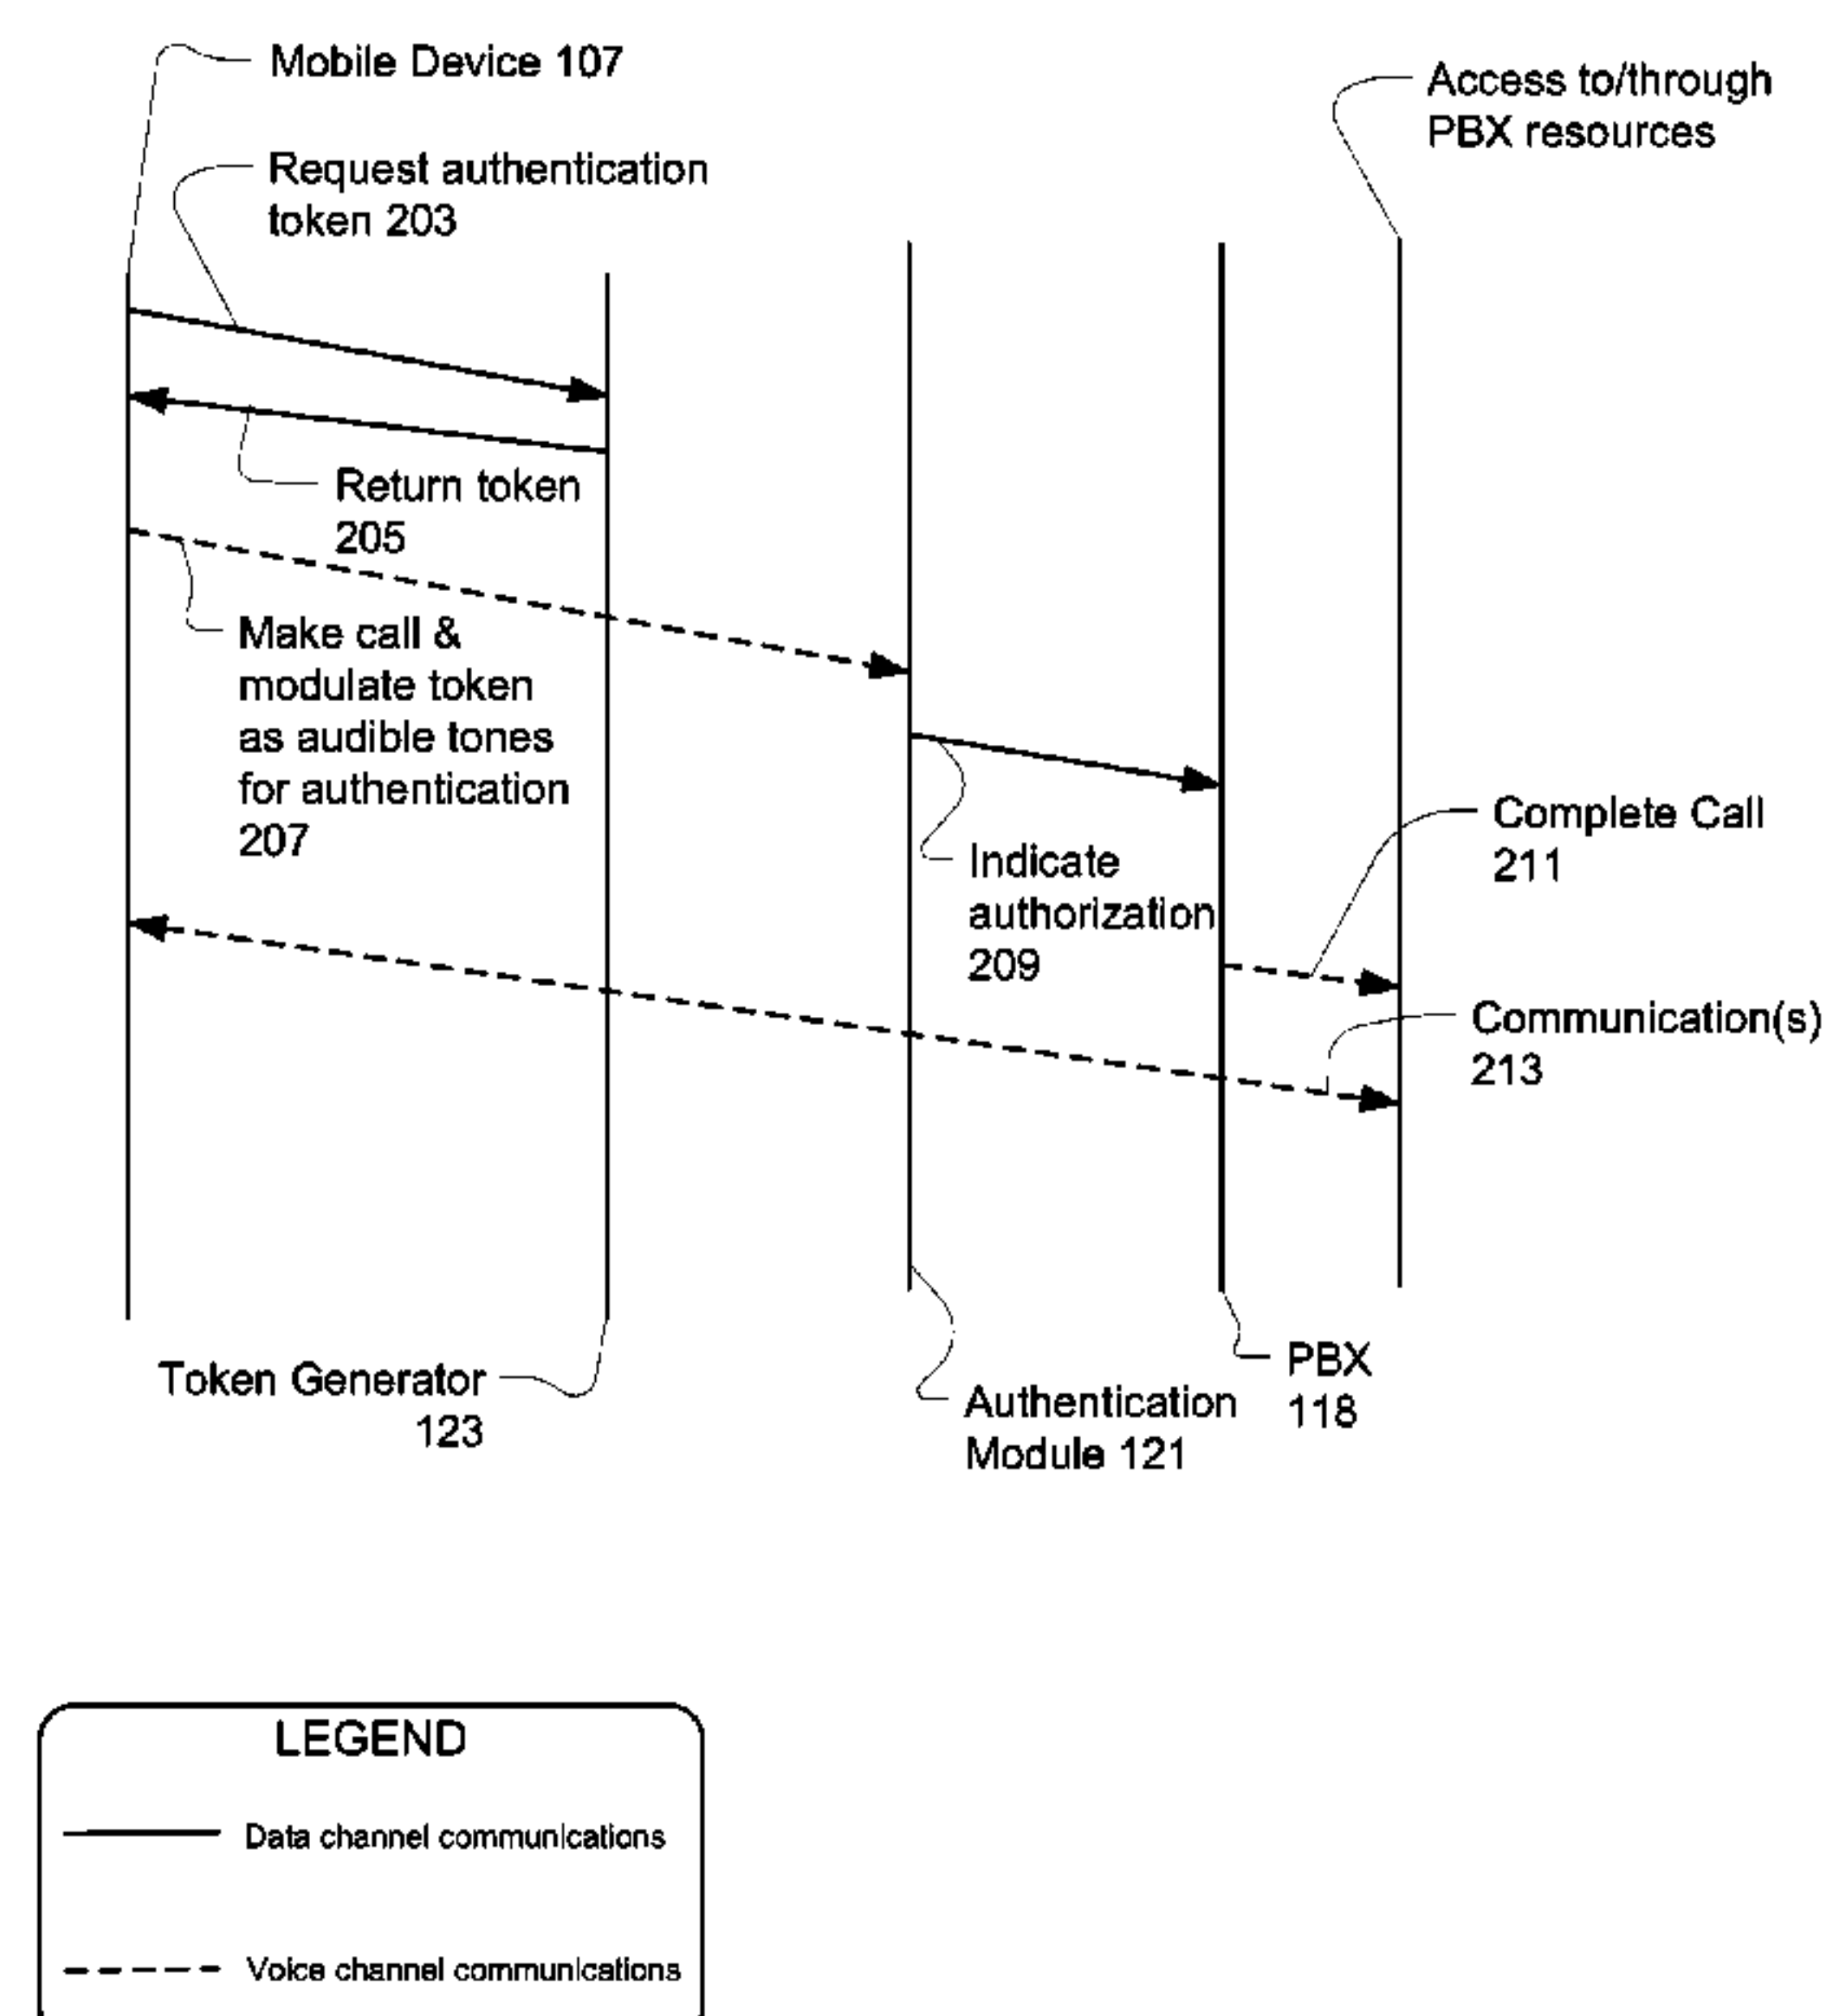 Mobile Device 107
Access to/through
PBX resources
Request authentication
token 203
Return token
205
Make call &
modulate token
as audible tones
for authentication
207
Complete Call
211
Indicate
authorization
209
Communication(s)
213
Token Generator
123
PBX
118
Authentication
Module 121
LEGEND
Data channel communications
Voice channel communications